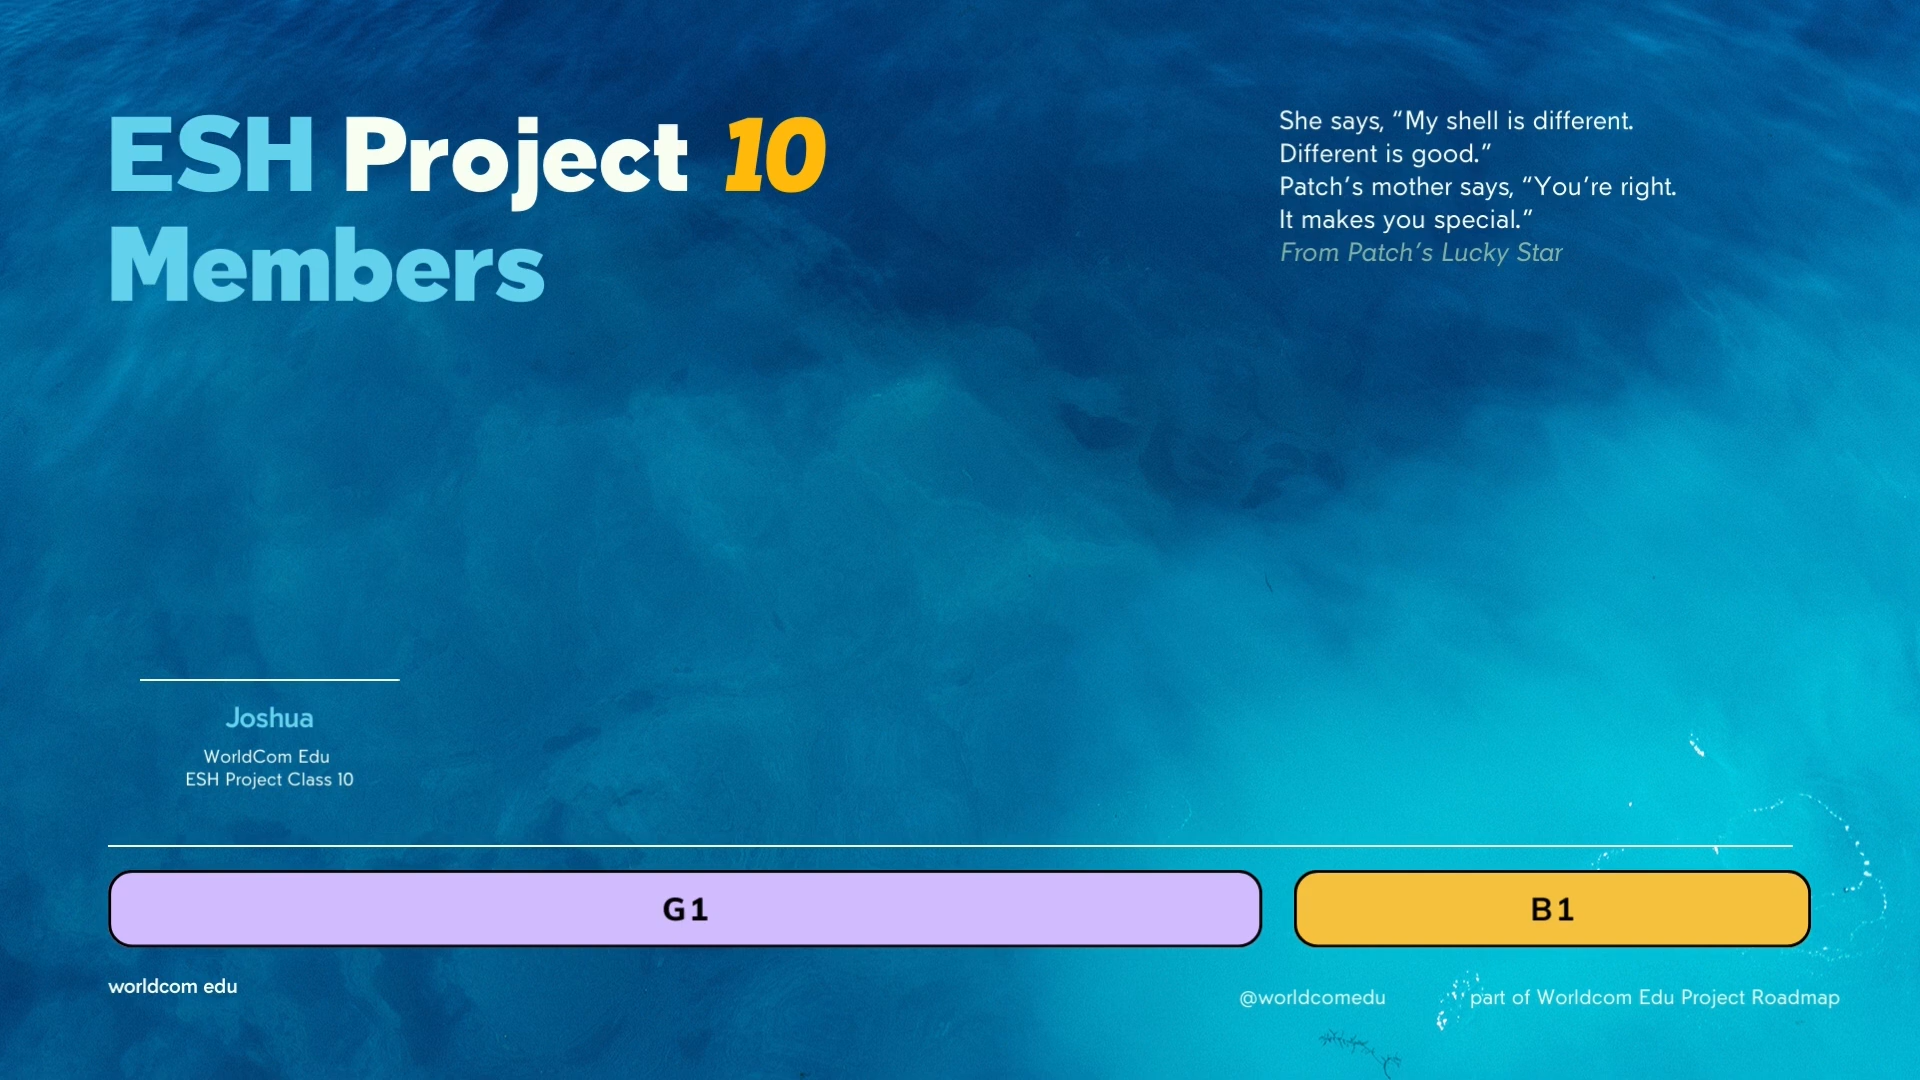 ESH Project 10
Members
She says, “My shell is different.
Different is good.”
Patch’s mother says, “You’re right.
It makes you special.”
From Patch’s Lucky Star
Joshua
WorldCom Edu
ESH Project Class 10
G1
B1
worldcom edu
@worldcomedu
part of Worldcom Edu Project Roadmap